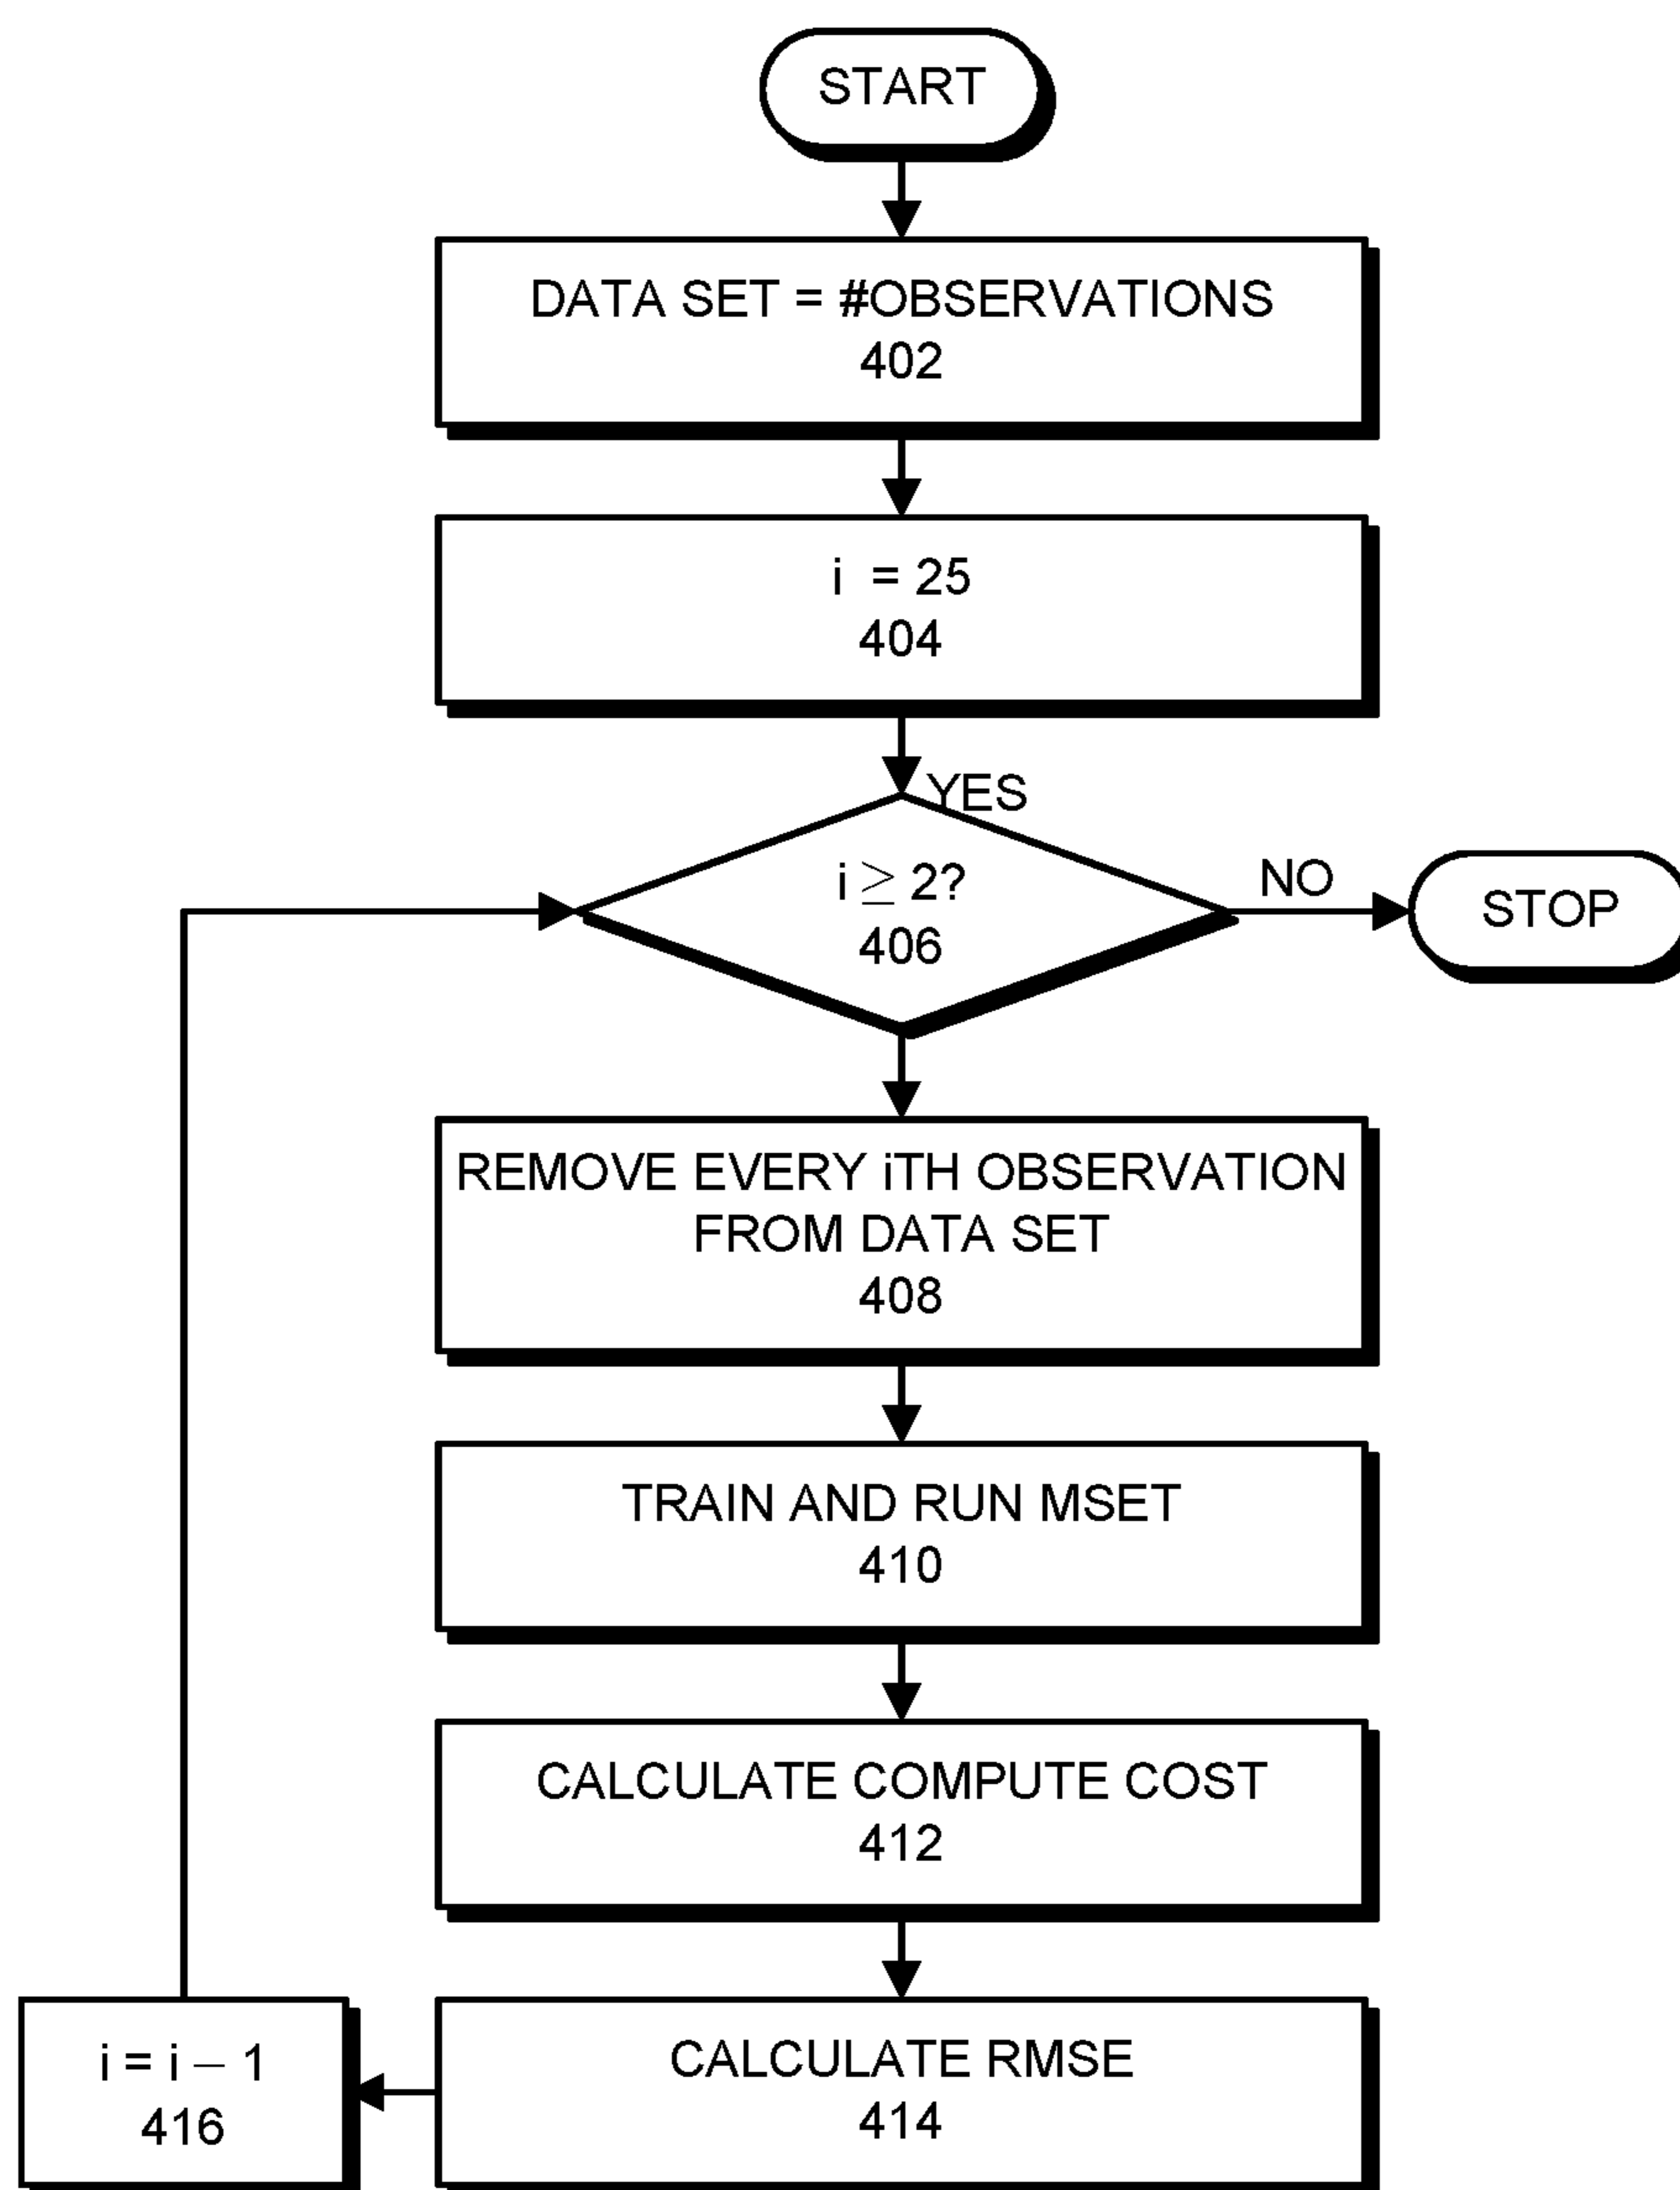 START
DATA SET = #OBSERVATIONS
402
i = 25
404
YES
i ≥ 2?
406
NO
STOP
REMOVE EVERY iTH OBSERVATION
FROM DATA SET
408
TRAIN AND RUN MSET
410
CALCULATE COMPUTE COST
412
CALCULATE RMSE
414
i = i – 1
416